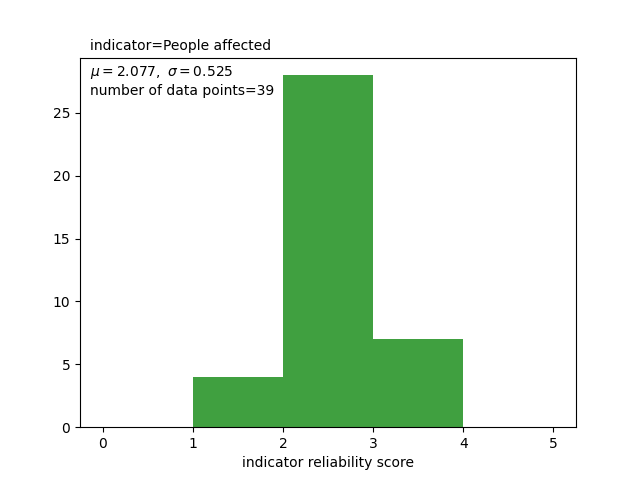 indicator=People affected
μ = 2.077, σ = 0.525
number of data points=39
25
20
15
10
5
0
0 1 2 3 4 5
indicator reliability score